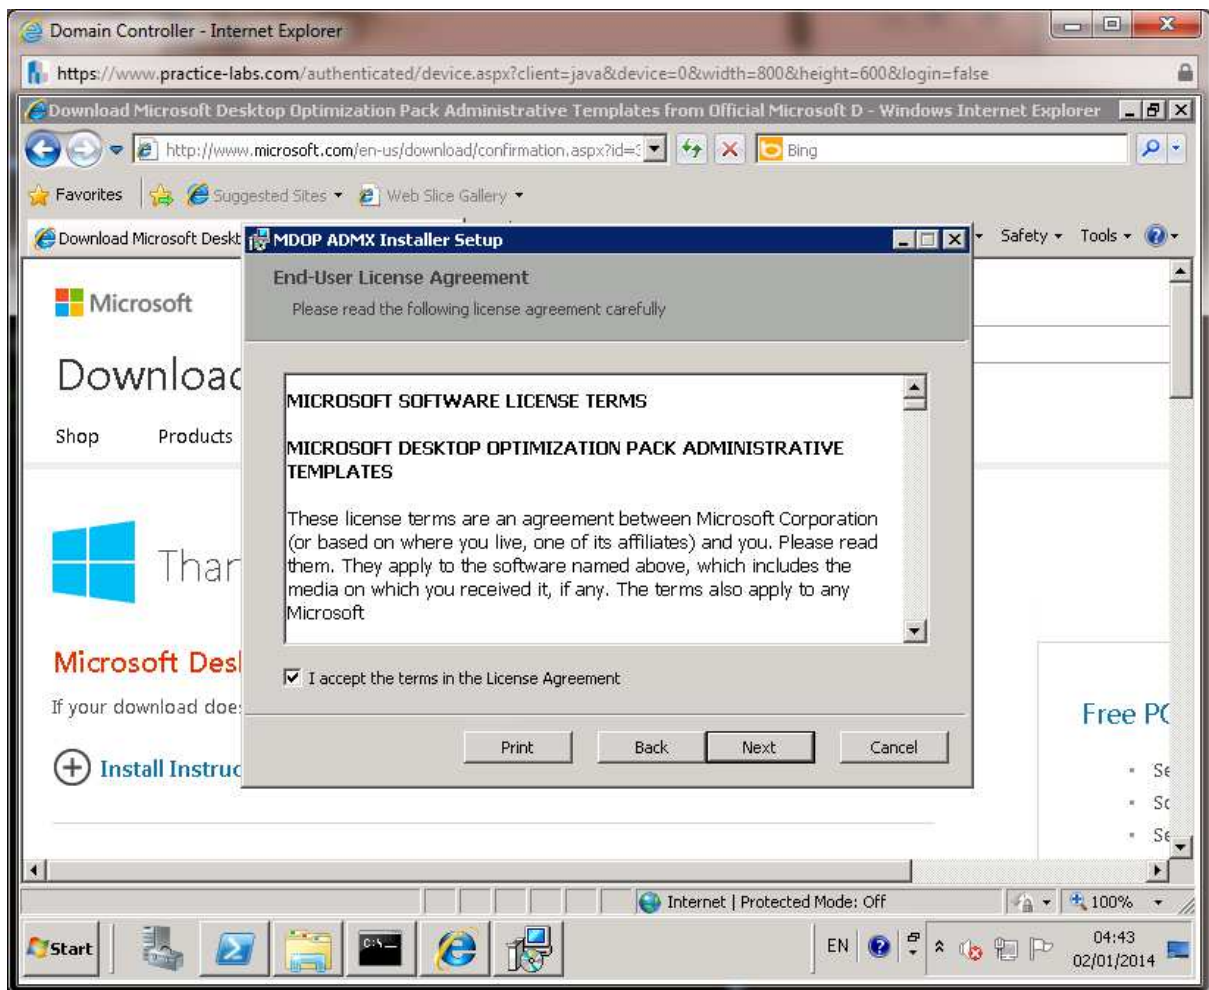 Domain Controller - Internet Explorer
https://www.practice-labs.com/authenticated/device.aspx?client=java&device=0&width=800&height=600&login=false
Download Microsoft Desktop Optimization Pack Administrative Templates from Official Microsoft D - Windows Internet Explorer
http://www.microsoft.com/en-us/download/confirmation.aspx?id=
Bing
Favorites
Suggested Sites
Web Slice Gallery
Download Microsoft Deskt
Safety
Tools
MDOP ADMX Installer Setup
End-User License Agreement
Please read the following license agreement carefully
Microsoft
Downloa
Shop
Products
MICROSOFT SOFTWARE LICENSE TERMS
MICROSOFT DESKTOP OPTIMIZATION PACK ADMINISTRATIVE
TEMPLATES
These license terms are an agreement between Microsoft Corporation
(or based on where you live, one of its affiliates) and you. Please read
them. They apply to the software named above, which includes the
media on which you received it, if any. The terms also apply to any
Microsoft
Than
Microsoft Des
I accept the terms in the License Agreement
If your download doe
Install Instruc
Print
Back
Next
Cancel
Free PC
Se
Sc
Se
Internet | Protected Mode: Off
100%
Start
C:\_
EN
04:43
02/01/2014